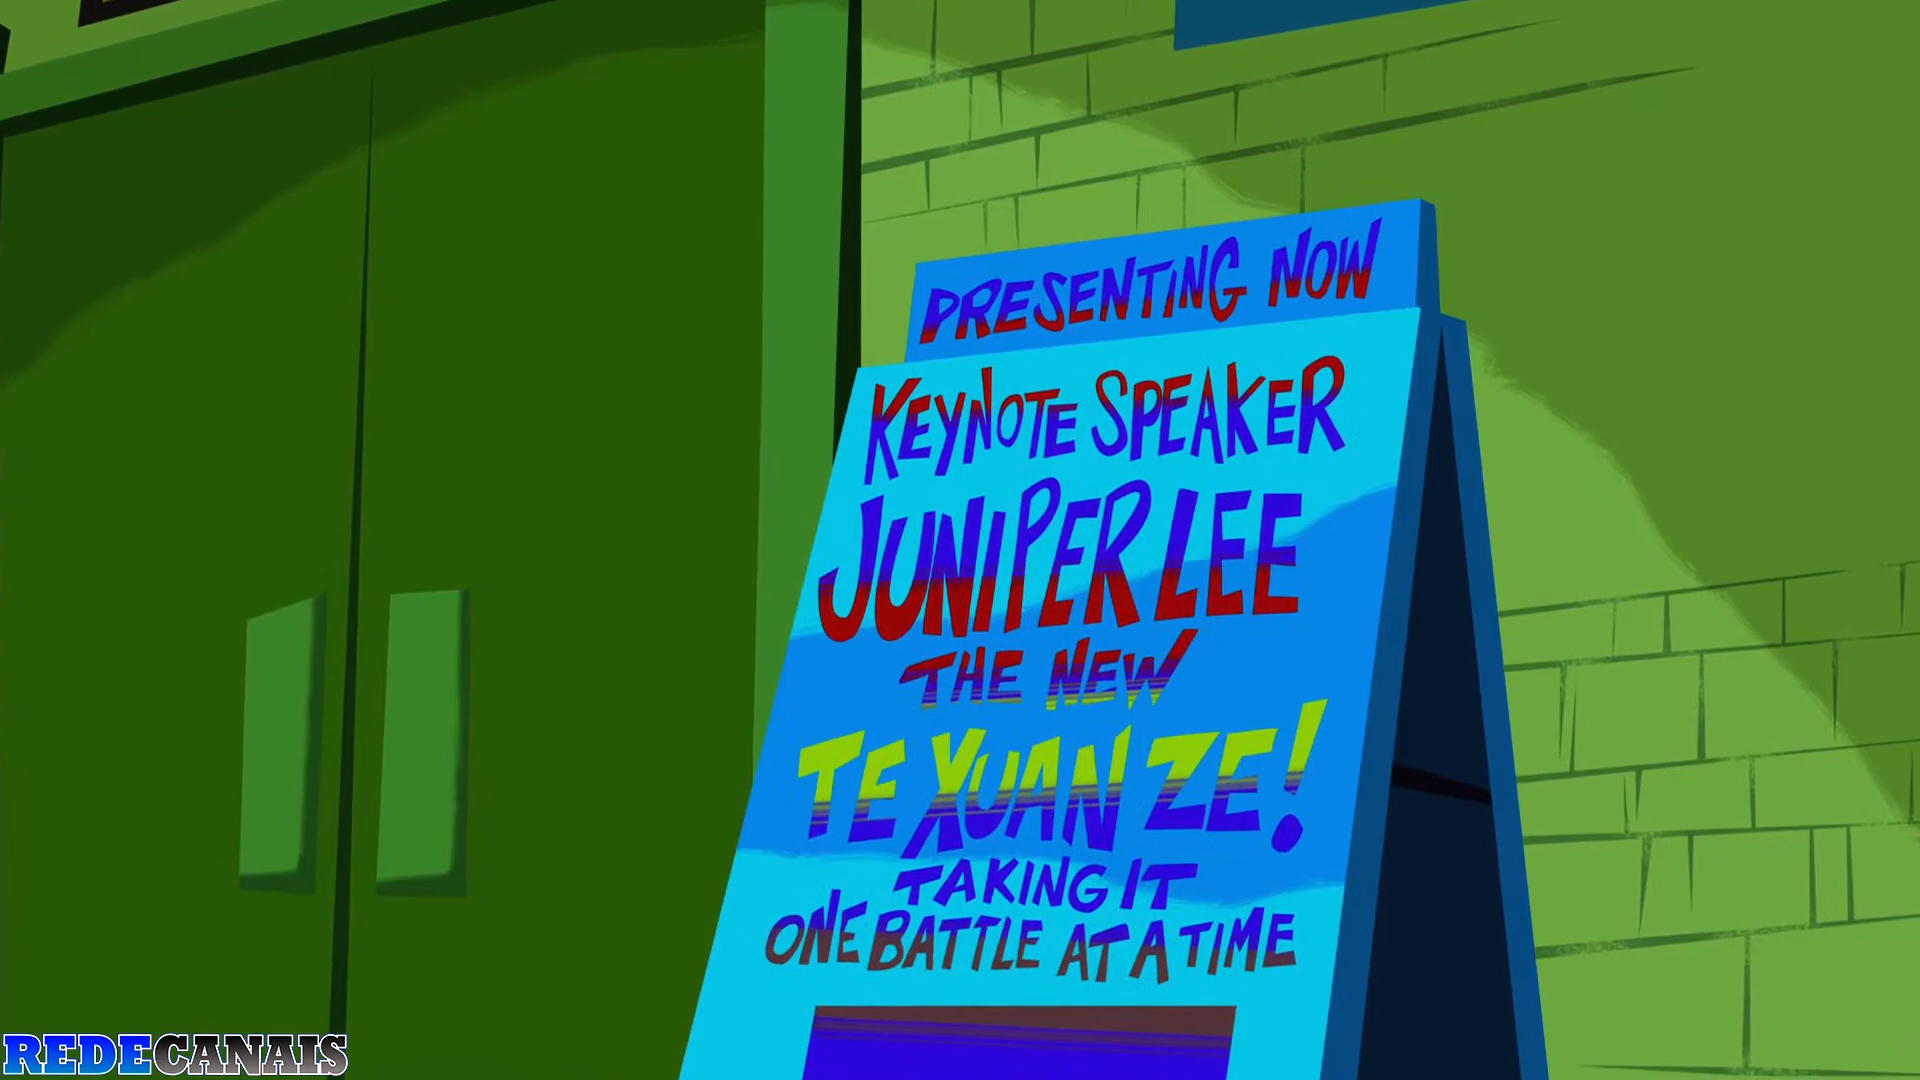 PRESENTING NOW
KEYNOTE SPEAKER
JUNIPER LEE
THE NEW
TE XUAN ZE!
TAKING IT
ONE BATTLE AT A TIME
REDECANAIS